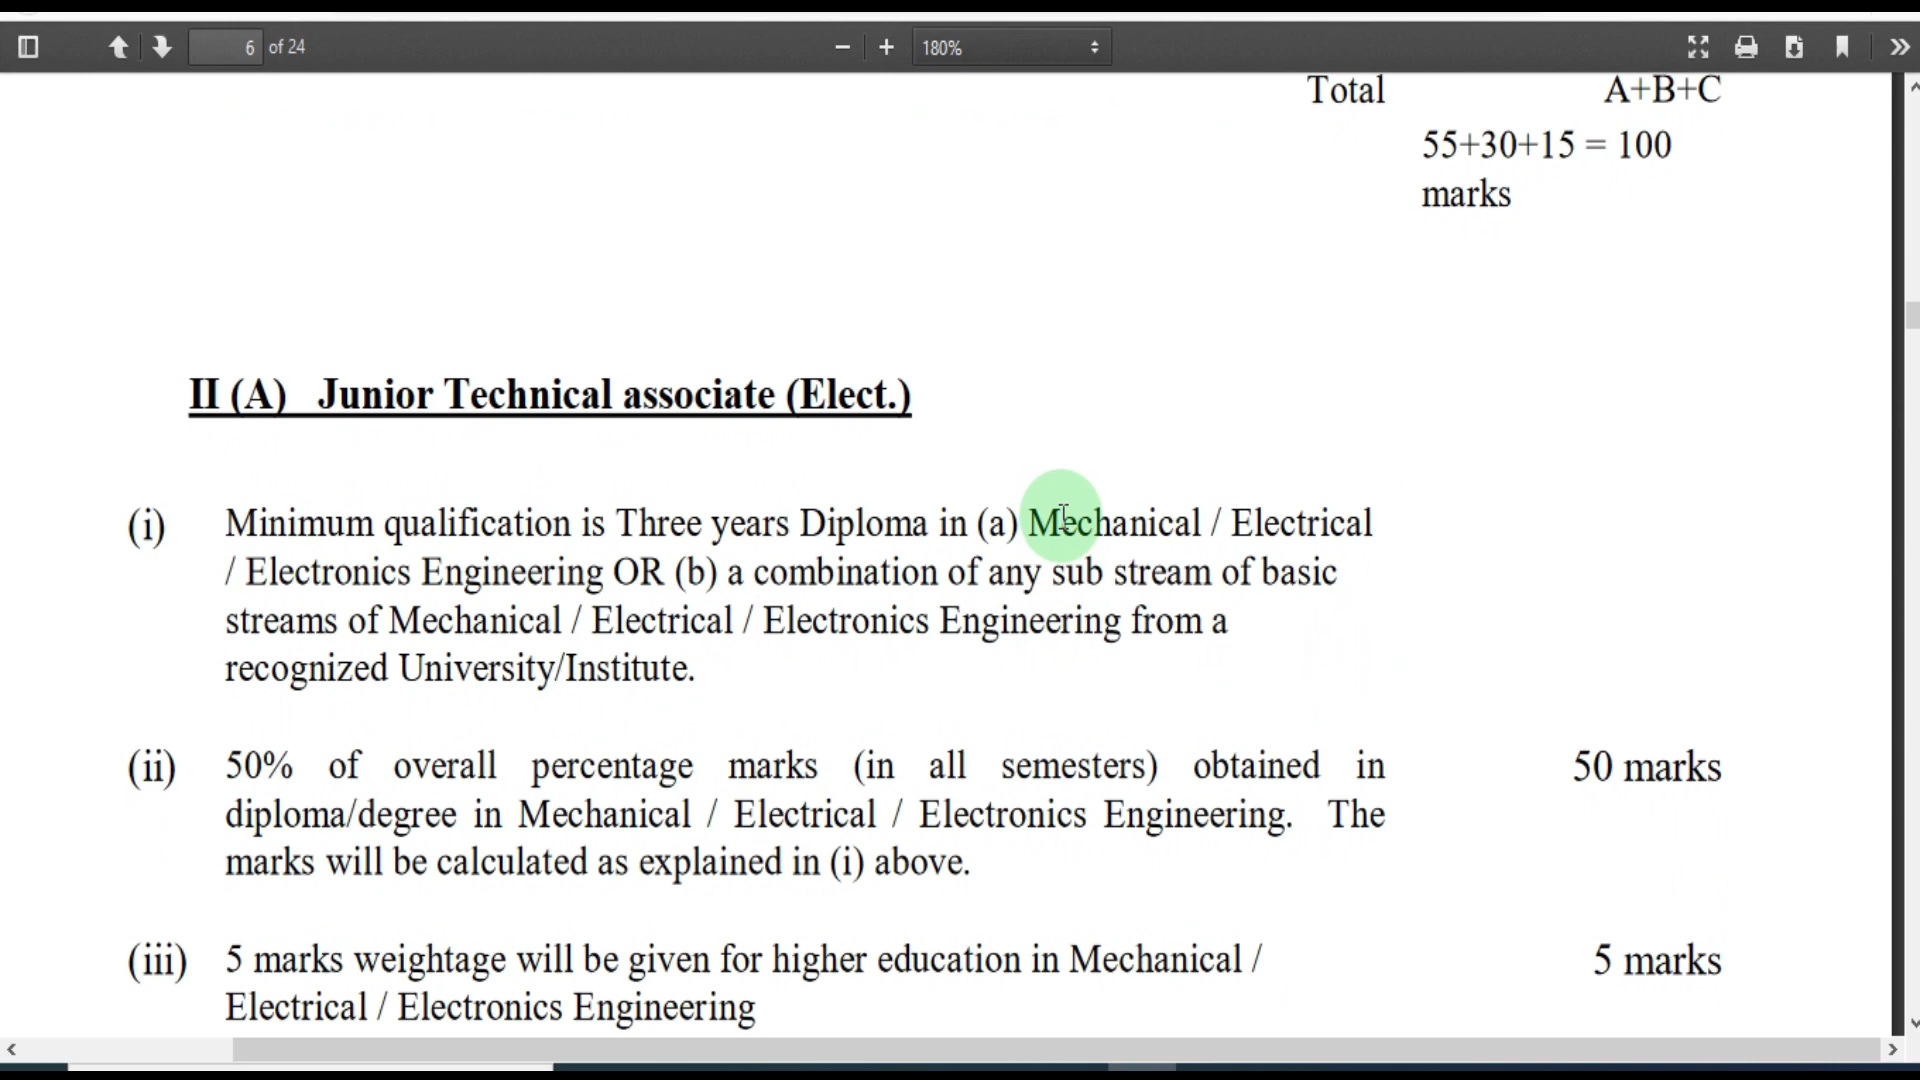 6 of 24
180%
Total A+B+C
55+30+15 = 100
marks
II (A) Junior Technical associate (Elect.)
(i) Minimum qualification is Three years Diploma in (a) Mechanical / Electrical
/ Electronics Engineering OR (b) a combination of any sub stream of basic
streams of Mechanical / Electrical / Electronics Engineering from a
recognized University/Institute.
(ii) 50% of overall percentage marks (in all semesters) obtained in 50 marks
diploma/degree in Mechanical / Electrical / Electronics Engineering. The
marks will be calculated as explained in (i) above.
(iii) 5 marks weightage will be given for higher education in Mechanical / 5 marks
Electrical / Electronics Engineering